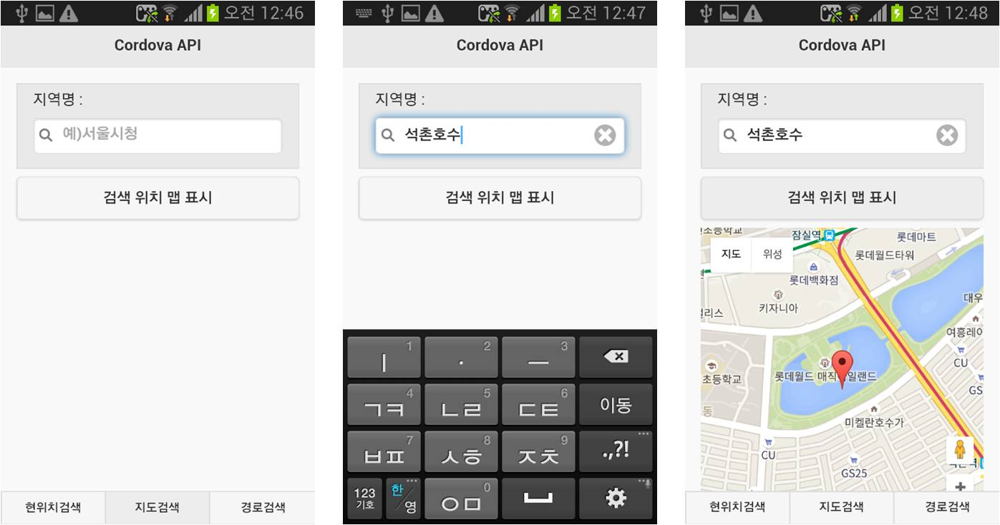 오전 12:46
Cordova API
지역명 :
예)서울시청
검색 위치 맵 표시
현위치검색
지도검색
경로검색
오전 12:47
Cordova API
지역명 :
석촌호수
검색 위치 맵 표시
ㅣ 1
· 2
ㅡ 3
ㄱㅋ 4
ㄴㄹ 5
ㄷㅌ 6
이동
ㅂㅍ 7
ㅅㅎ 8
ㅈㅊ 9
.,?!
123
기호
한/영
ㅇㅁ 0
오전 12:48
Cordova API
지역명 :
석촌호수
검색 위치 맵 표시
초등학교
잠실역
롯데마트
지도
위성
롯데월드타워
롯데백화점
키자니아
대우
리스
여흥레이
CU
초등학교
롯데월드 매직아일랜드
GS
동
미켈란호수가
CU
GS25
현위치검색
지도검색
경로검색